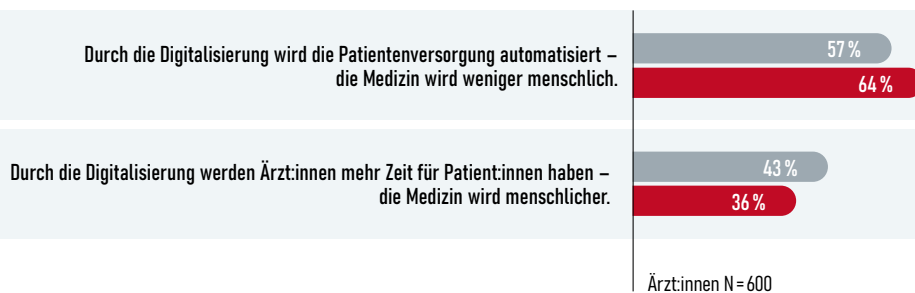 Durch die Digitalisierung wird die Patientenversorgung automatisiert –
die Medizin wird weniger menschlich.
57 %
64 %
Durch die Digitalisierung werden Ärzt:innen mehr Zeit für Patient:innen haben –
die Medizin wird menschlicher.
43 %
36 %
Ärzt:innen N = 600